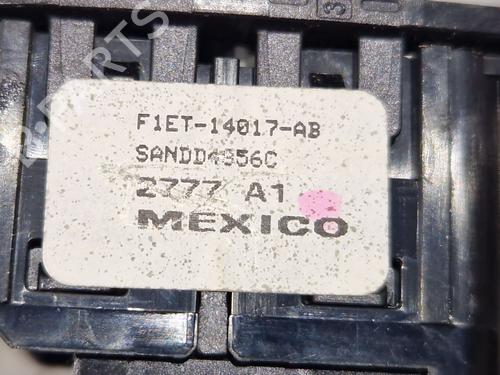 F1ET-14017-AB
SANDD4356C
2777 A1
MEXICO